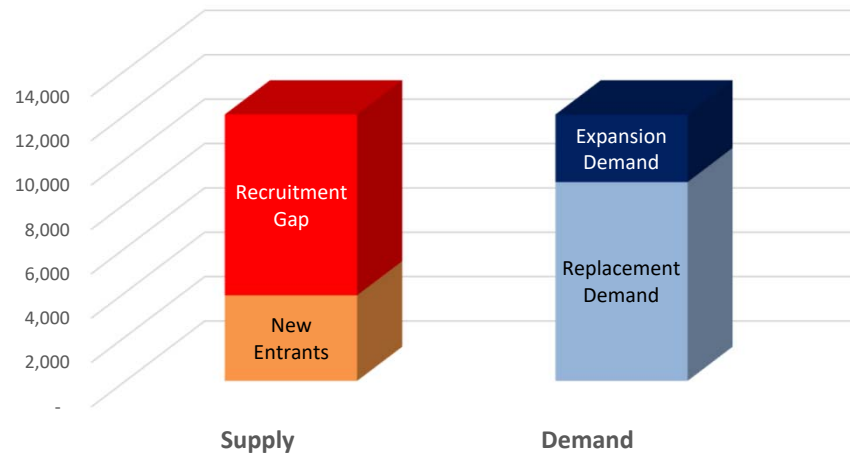 14,000
12,000
10,000
8,000
6,000
4,000
2,000
-
Recruitment
Gap
New
Entrants
Expansion
Demand
Replacement
Demand
Supply
Demand